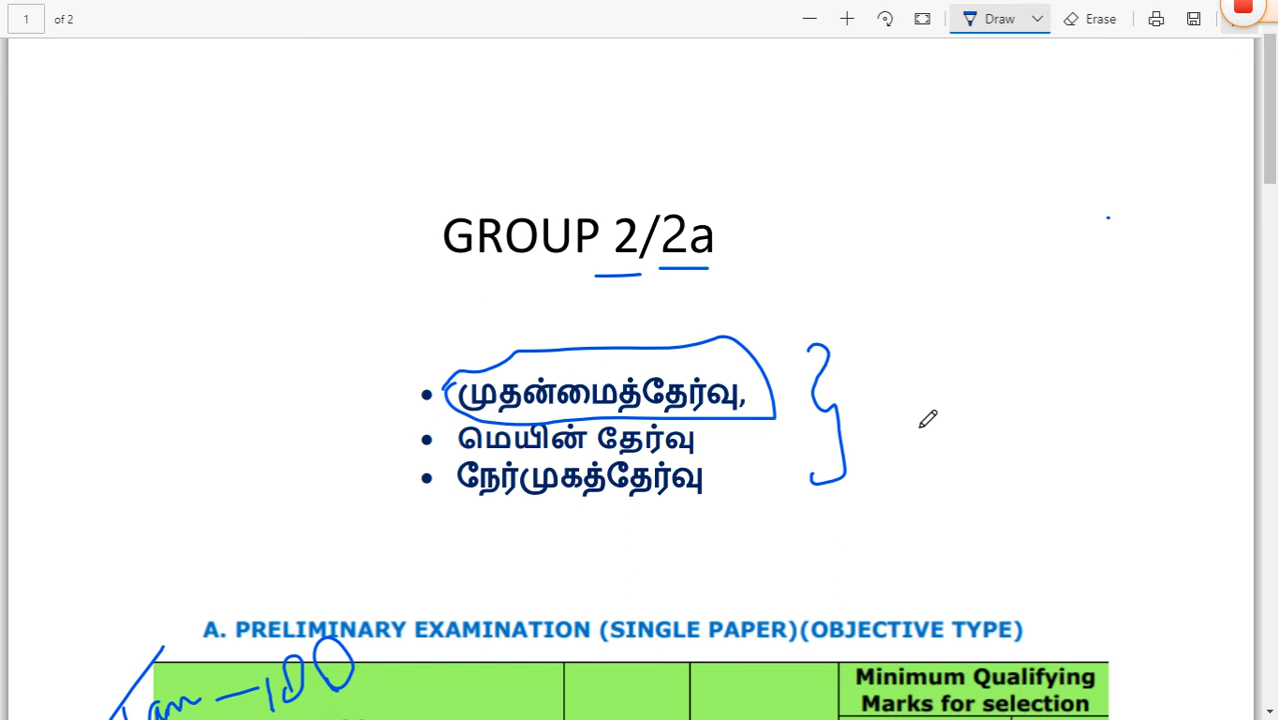 1 of 2 Draw Erase
GROUP 2/2a
முதன்மைத்தேர்வு,
மெயின் தேர்வு
நேர்முகத்தேர்வு
A. PRELIMINARY EXAMINATION (SINGLE PAPER)(OBJECTIVE TYPE)
Minimum Qualifying
Marks for selection
- 100